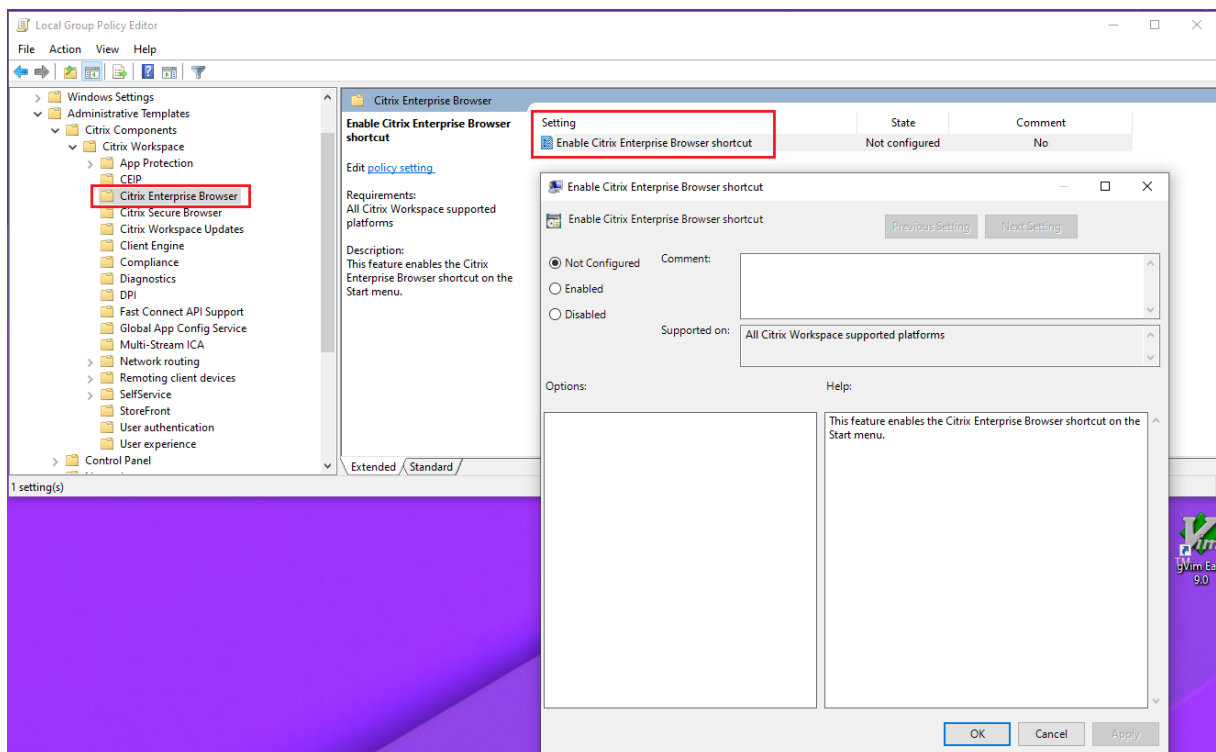 Local Group Policy Editor
File Action View Help
Windows Settings
Administrative Templates
Citrix Components
Citrix Workspace
App Protection
CEIP
Citrix Enterprise Browser
Citrix Secure Browser
Citrix Workspace Updates
Client Engine
Compliance
Diagnostics
DPI
Fast Connect API Support
Global App Config Service
Multi-Stream ICA
Network routing
Remoting client devices
SelfService
StoreFront
User authentication
User experience
Control Panel
1 setting(s)
Citrix Enterprise Browser
Enable Citrix Enterprise Browser
shortcut
Edit policy setting
Requirements:
All Citrix Workspace supported
platforms
Description:
This feature enables the Citrix
Enterprise Browser shortcut on the
Start menu.
Setting State Comment
Enable Citrix Enterprise Browser shortcut Not configured No
Extended Standard
Enable Citrix Enterprise Browser shortcut
Enable Citrix Enterprise Browser shortcut
Previous Setting Next Setting
Not Configured
Enabled
Disabled
Comment:
Supported on: All Citrix Workspace supported platforms
Options: Help:
This feature enables the Citrix Enterprise Browser shortcut on the
Start menu.
OK Cancel Apply
Vim
TM
gVim Ea
9.0